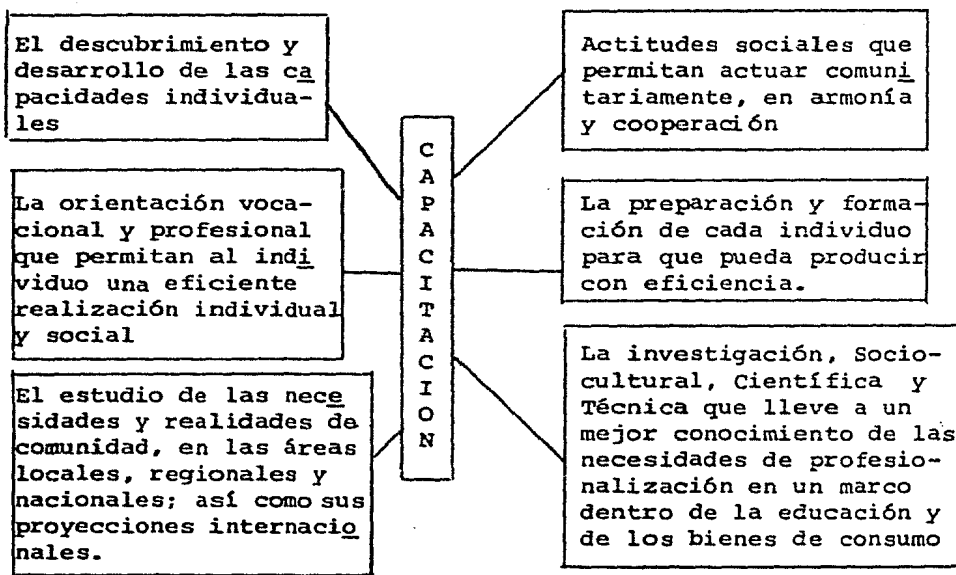 El descubrimiento y
desarrollo de las ca
pacidades individua-
les
La orientación voca-
cional y profesional
que permitan al indi
viduo una eficiente
realización individual
y social
El estudio de las nece
sidades y realidades de
comunidad, en las áreas
locales, regionales y
nacionales; así como sus
proyecciones internacio
nales.
C
A
P
A
C
I
T
A
C
I
O
N
Actitudes sociales que
permitan actuar comuni
tariamente, en armonía
y cooperación
La preparación y forma-
ción de cada individuo
para que pueda producir
con eficiencia.
La investigación, Socio-
cultural, Científica y
Técnica que lleve a un
mejor conocimiento de las
necesidades de profesio-
nalización en un marco
dentro de la educación y
de los bienes de consumo